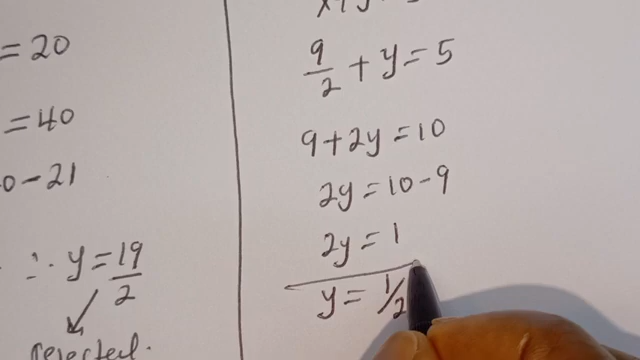 = 20
= 40
0 - 21
∴ y = 19/2
rejected.
9/2 + y = 5
9 + 2y = 10
2y = 10 - 9
2y = 1
y = 1/2